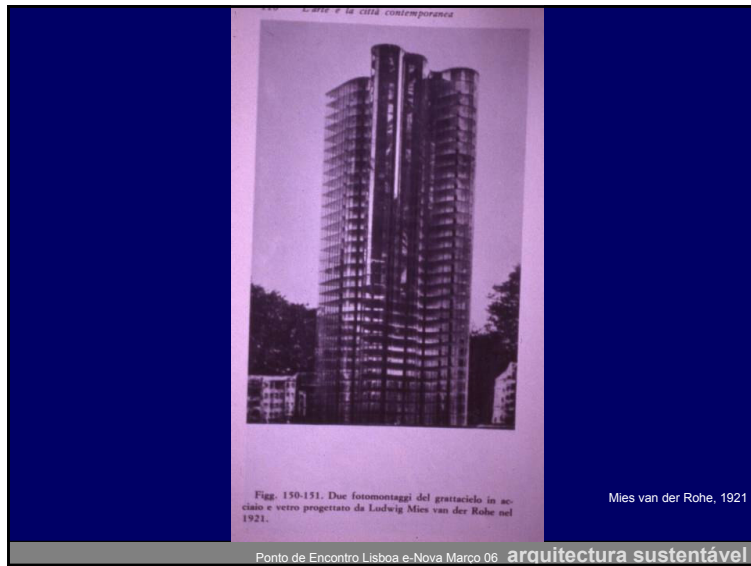 L'arte e la città contemporanea
Figg. 150-151. Due fotomontaggi del grattacielo in ac-
ciaio e vetro progettato da Ludwig Mies van der Rohe nel
1921.
Mies van der Rohe, 1921
Ponto de Encontro Lisboa e-Nova Março 06 arquitectura sustentável